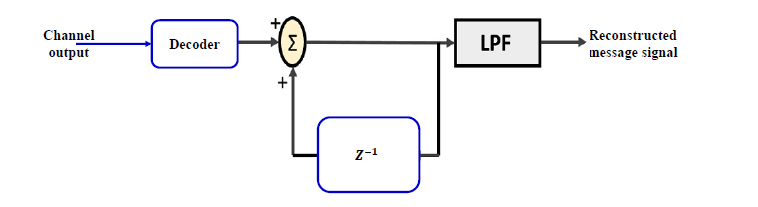 Channel
output
Decoder
+
Σ
+
Z⁻¹
LPF
Reconstructed
message signal